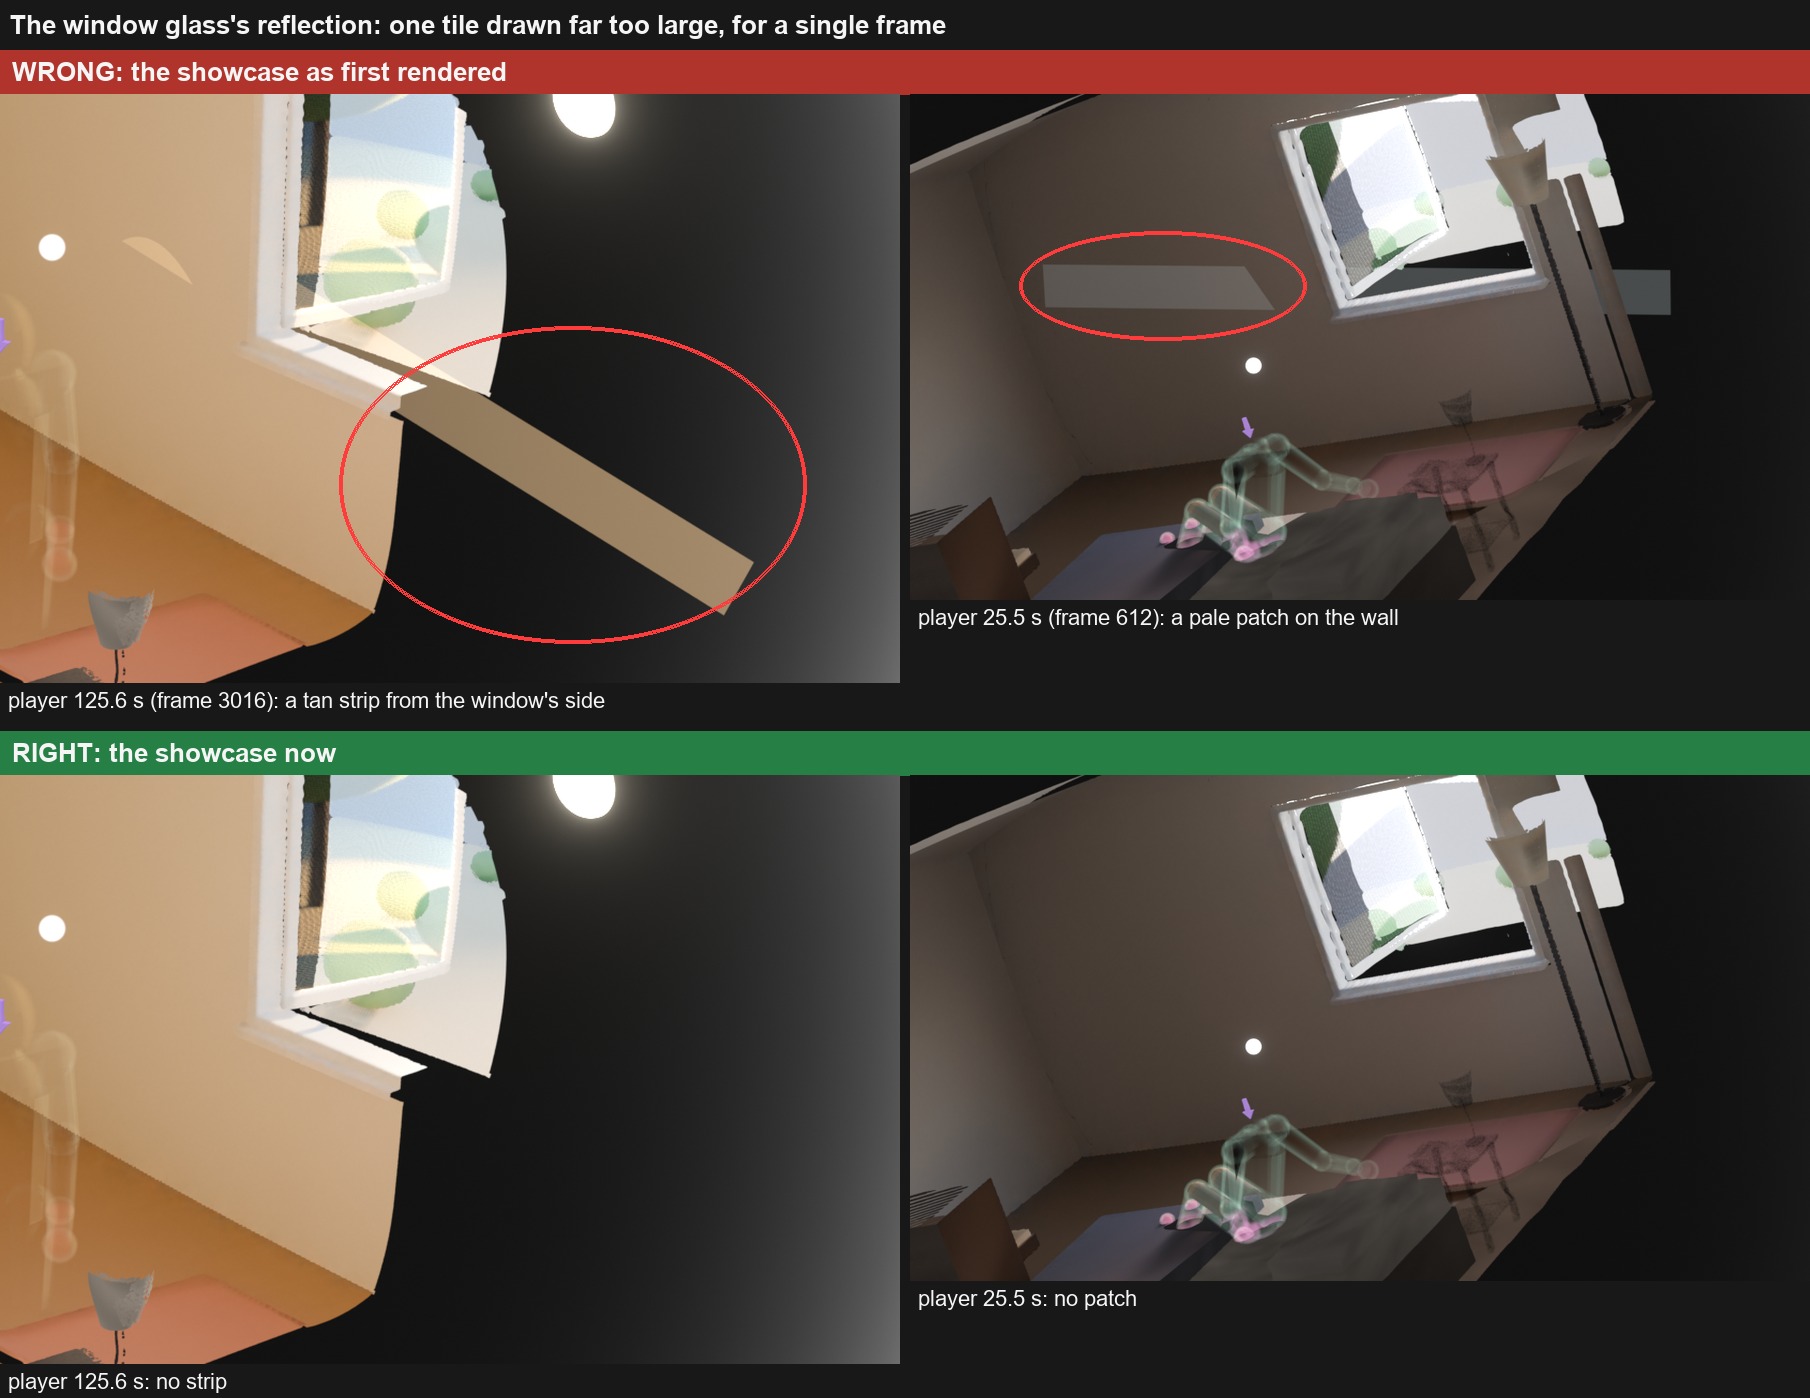 The window glass's reflection: one tile drawn far too large, for a single frame
WRONG: the showcase as first rendered
player 25.5 s (frame 612): a pale patch on the wall
player 125.6 s (frame 3016): a tan strip from the window's side
RIGHT: the showcase now
player 25.5 s: no patch
player 125.6 s: no strip